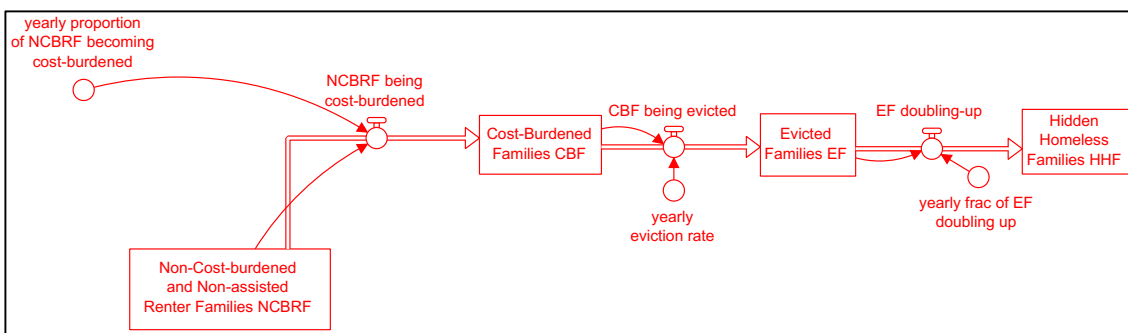 yearly proportion
of NCBRF becoming
cost-burdened
NCBRF being
cost-burdened
Cost-Burdened
Families CBF
CBF being evicted
yearly
eviction rate
Evicted
Families EF
EF doubling-up
yearly frac of EF
doubling up
Hidden
Homeless
Families HHF
Non-Cost-burdened
and Non-assisted
Renter Families NCBRF